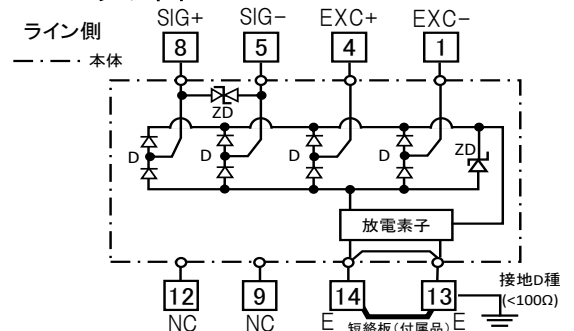 ライン側
SIG+ SIG- EXC+ EXC-
8 5 4 1
本体
ZD
D D D D ZD
放電素子
接地D種
(<100Ω)
12 9 14 13
NC NC E 短絡板(付属品) E